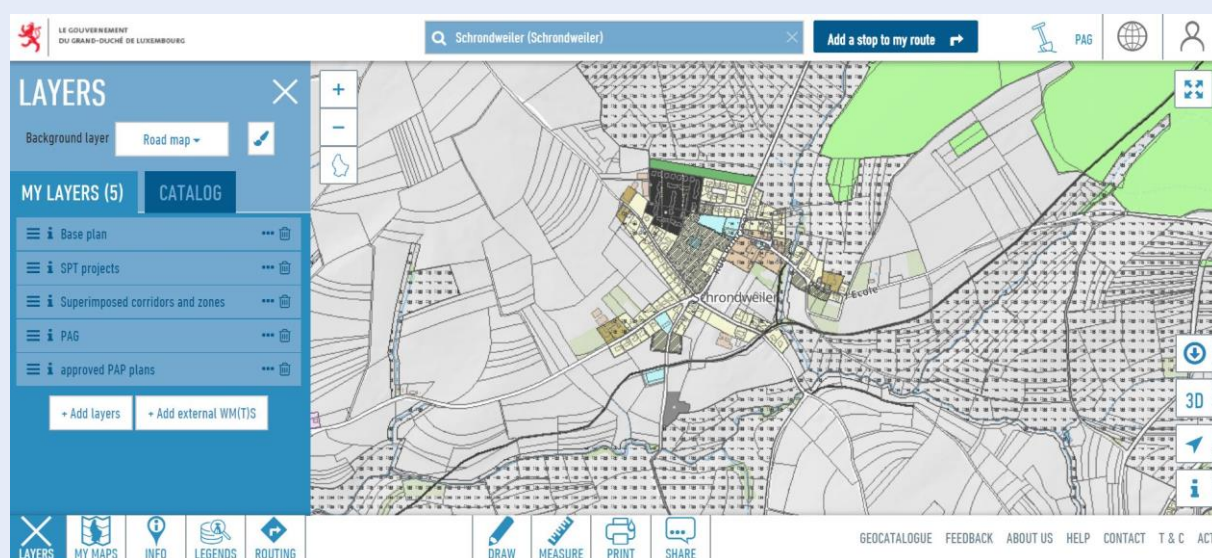 LE GOUVERNEMENT
DU GRAND-DUCHÉ DE LUXEMBOURG
Schrondweiler (Schrondweiler)
Add a stop to my route
PAG
LAYERS
Background layer
Road map
MY LAYERS (5)
CATALOG
Base plan
SPT projects
Superimposed corridors and zones
PAG
approved PAP plans
+ Add layers
+ Add external WM(T)S
+
−
Schrondweiler
l'Ecole
3D
LAYERS
MY MAPS
INFO
LEGENDS
ROUTING
DRAW
MEASURE
PRINT
SHARE
GEOCATALOGUE FEEDBACK ABOUT US HELP CONTACT T & C ACT